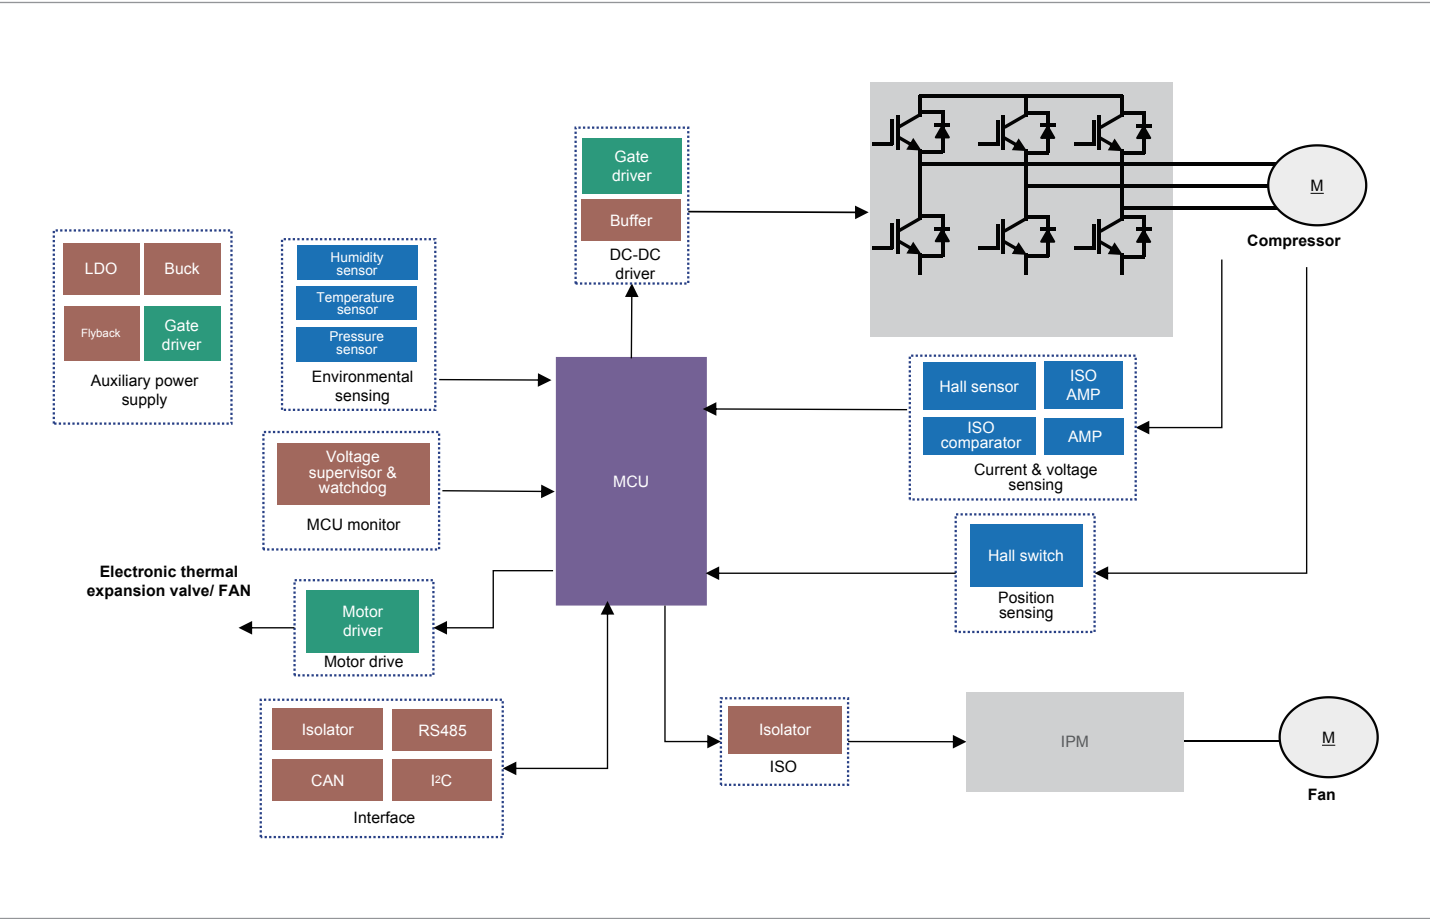 Gate
driver
Buffer
DC-DC
driver
M
Compressor
LDO
Buck
Flyback
Gate
driver
Auxiliary power
supply
Humidity
sensor
Temperature
sensor
Pressure
sensor
Environmental
sensing
Voltage
supervisor &
watchdog
MCU monitor
MCU
Hall sensor
ISO
AMP
ISO
comparator
AMP
Current & voltage
sensing
Hall switch
Position
sensing
Electronic thermal
expansion valve/ FAN
Motor
driver
Motor drive
Isolator
RS485
CAN
I²C
Interface
Isolator
ISO
IPM
M
Fan